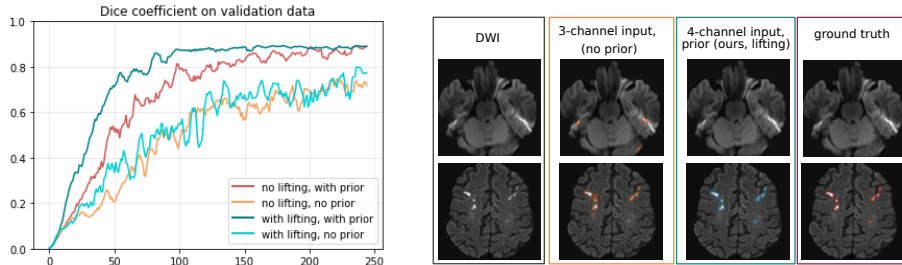 Dice coefficient on validation data
1.0
0.8
0.6
0.4
0.2
0.0
0
50
100
150
200
250
no lifting, with prior
no lifting, no prior
with lifting, with prior
with lifting, no prior
DWI
3-channel input,
(no prior)
4-channel input,
prior (ours, lifting)
ground truth